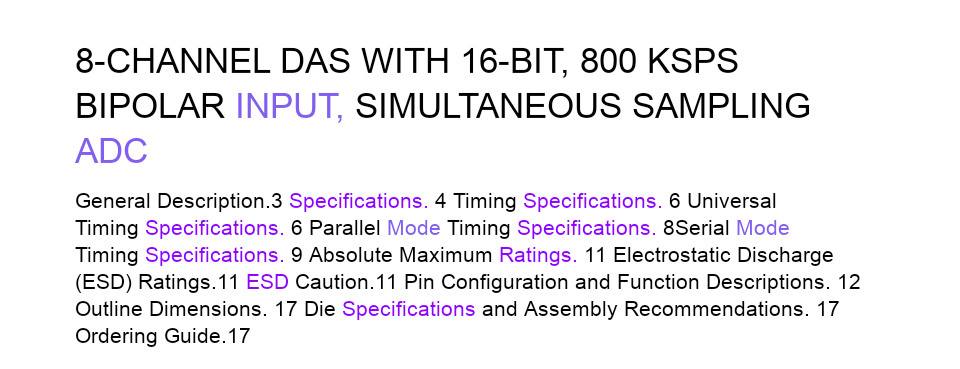 8-CHANNEL DAS WITH 16-BIT, 800 KSPS
BIPOLAR INPUT, SIMULTANEOUS SAMPLING
ADC
General Description.3 Specifications. 4 Timing Specifications. 6 Universal
Timing Specifications. 6 Parallel Mode Timing Specifications. 8Serial Mode
Timing Specifications. 9 Absolute Maximum Ratings. 11 Electrostatic Discharge
(ESD) Ratings.11 ESD Caution.11 Pin Configuration and Function Descriptions. 12
Outline Dimensions. 17 Die Specifications and Assembly Recommendations. 17
Ordering Guide.17